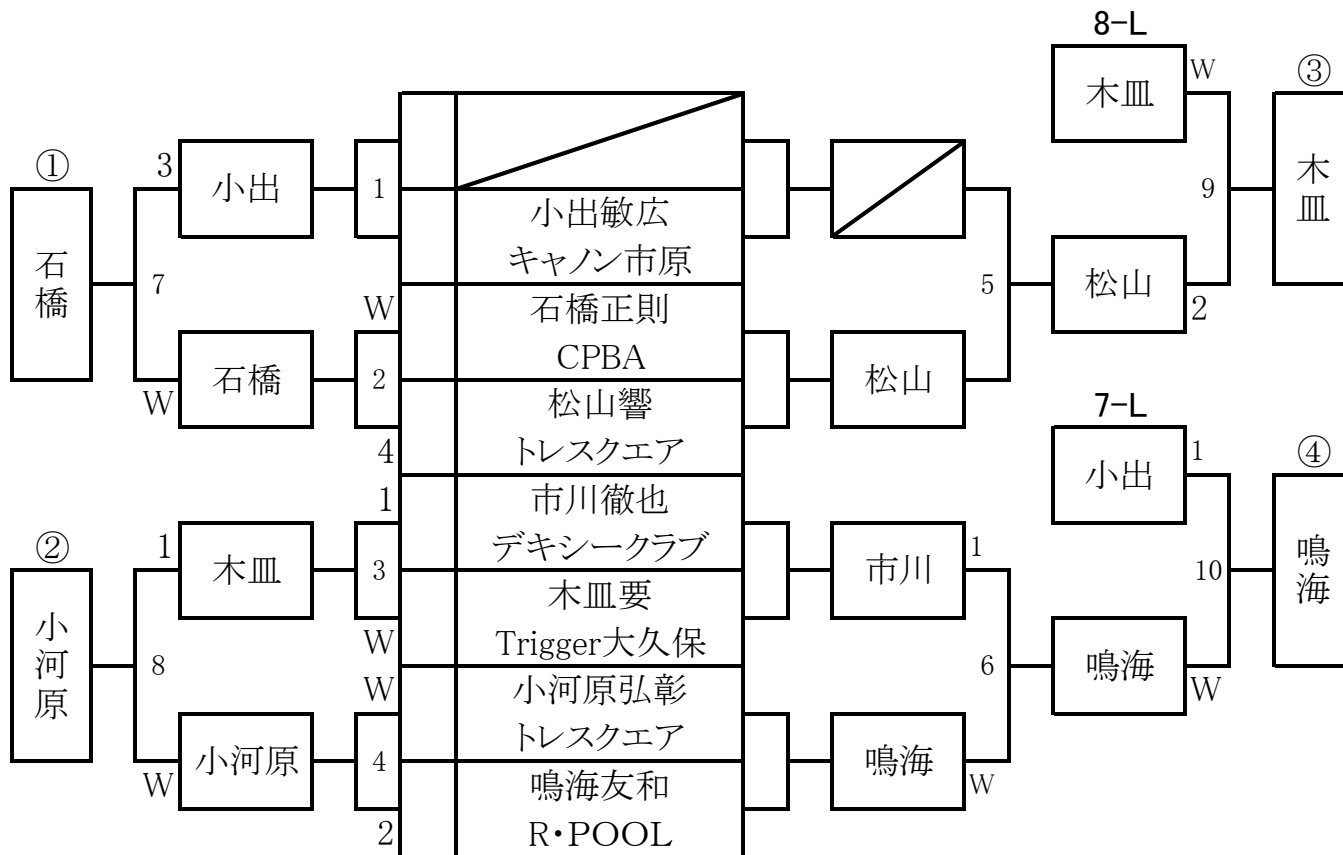 8-L
木皿
W
③
木皿
9
松山
2
5
①
石橋
3
小出
7
W
石橋
1
W
2
4
小出敏広
キャノン市原
石橋正則
CPBA
松山響
トレスクエア
松山
7-L
小出
1
④
鳴海
10
鳴海
W
6
②
小河原
1
木皿
8
W
小河原
1
3
W
W
4
2
市川徹也
デキシークラブ
木皿要
Trigger大久保
小河原弘彰
トレスクエア
鳴海友和
R・POOL
市川
1
鳴海
W